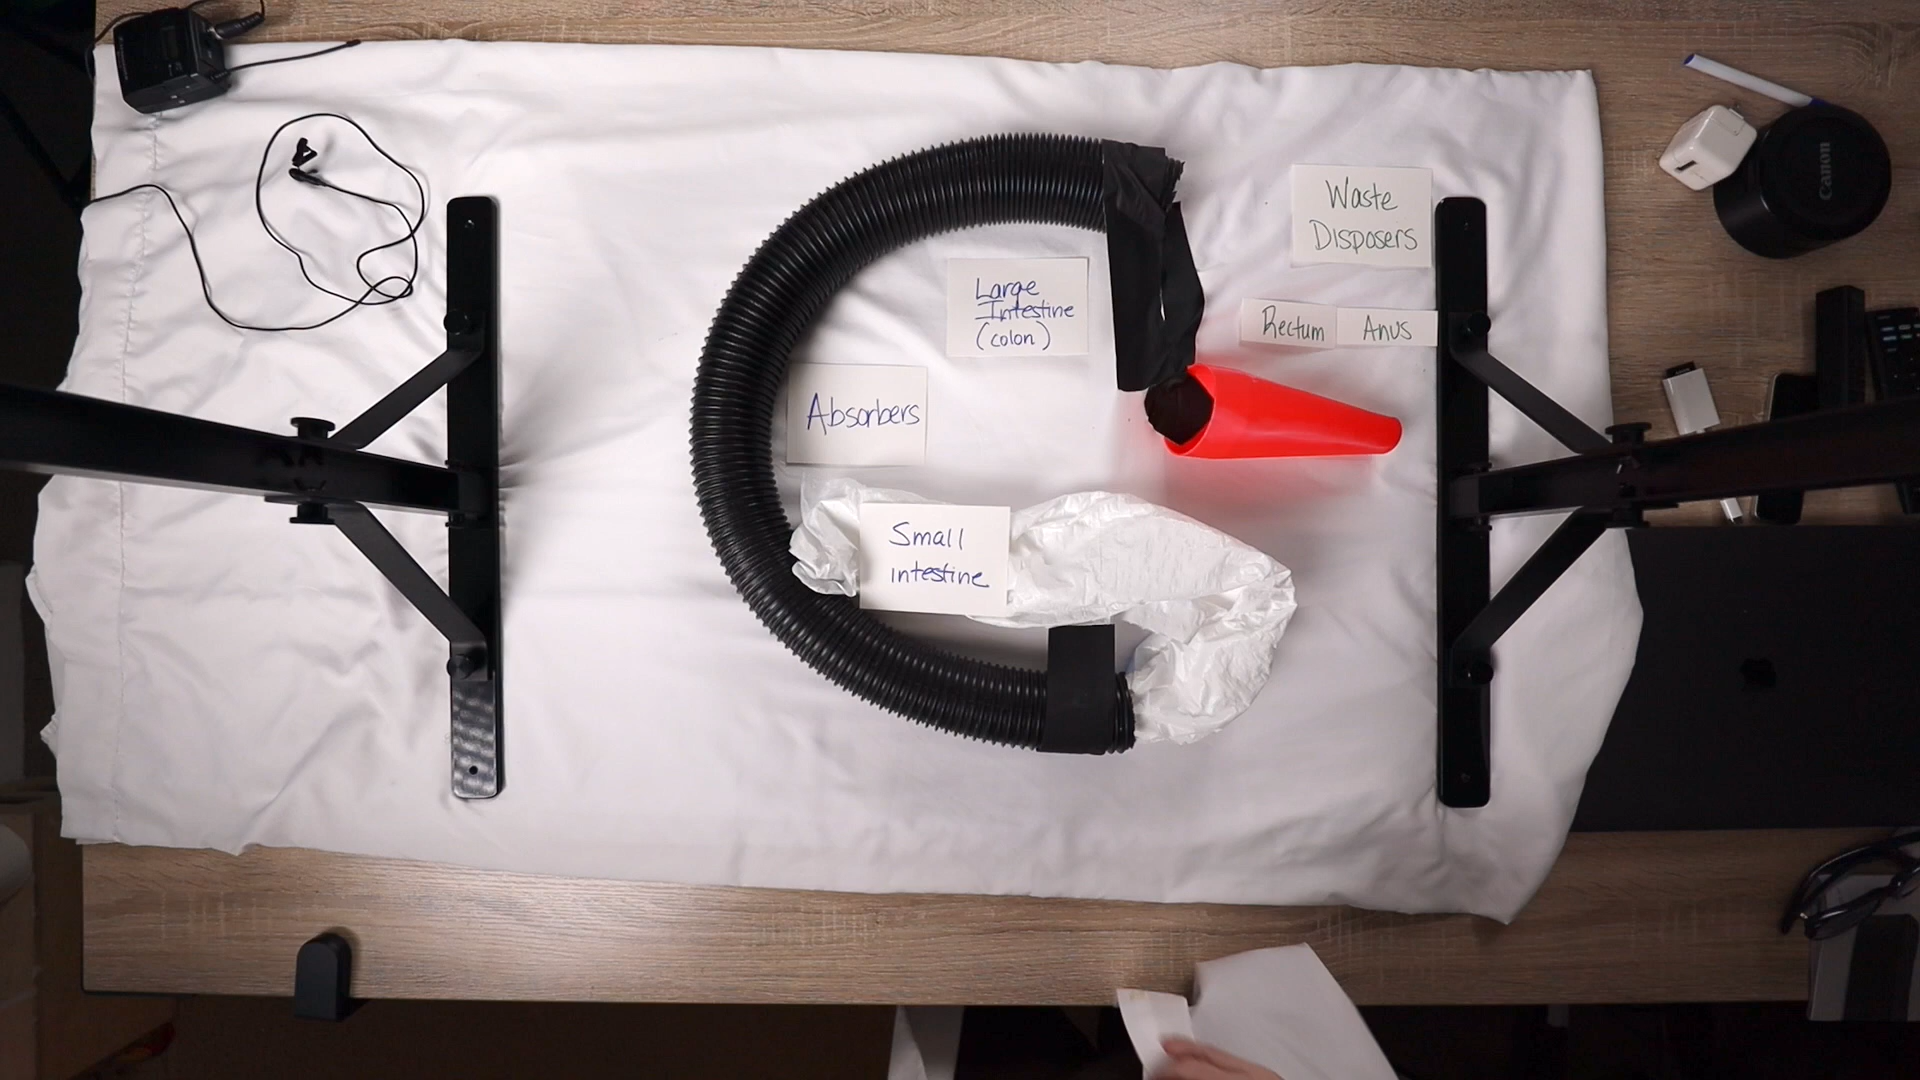 Waste
Disposers
Large
Intestine
(colon)
Rectum
Anus
Absorbers
Small
intestine
Canon